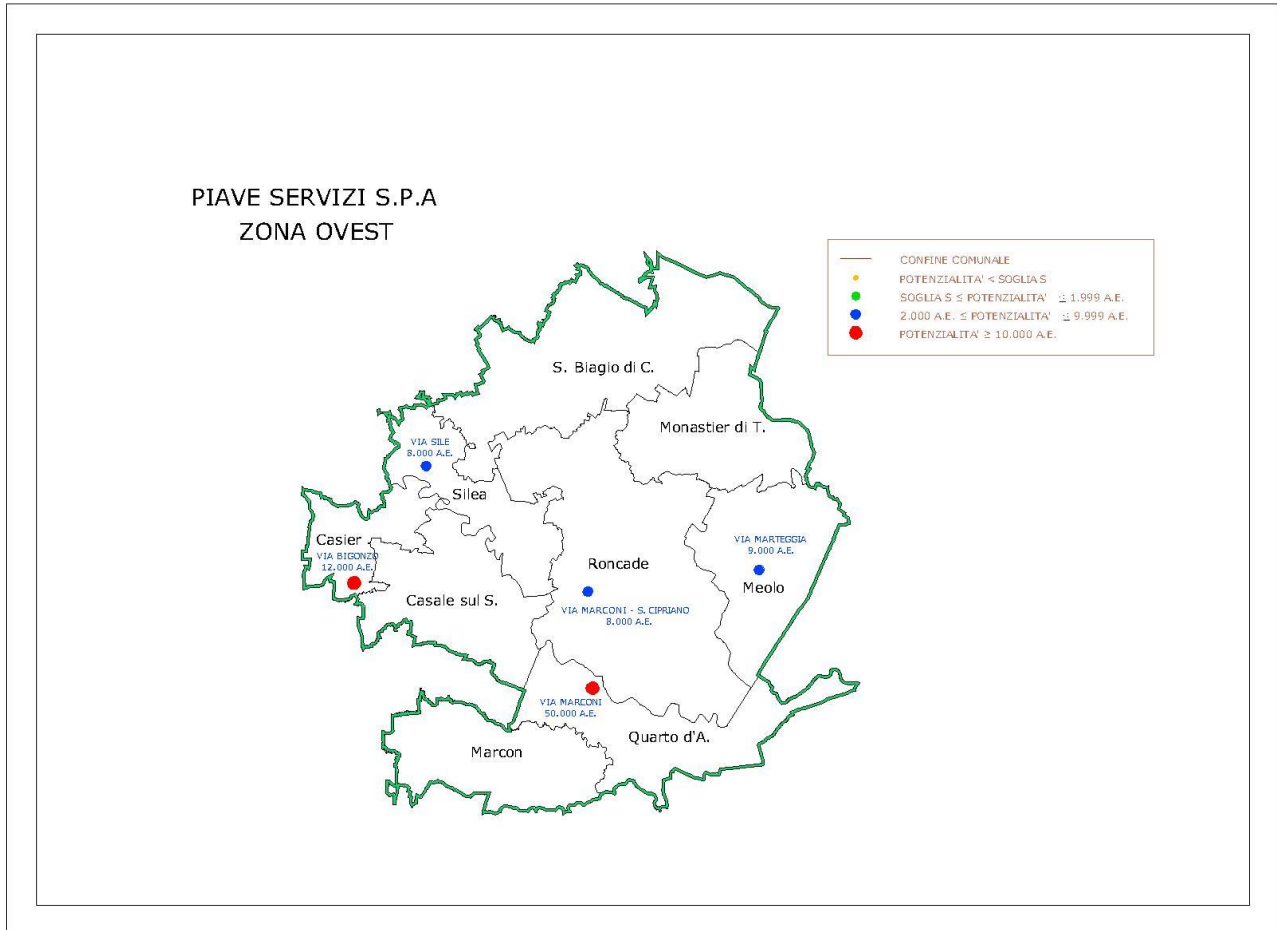 PIAVE SERVIZI S.P.A
ZONA OVEST
CONFINE COMUNALE
POTENZIALITA' < SOGLIA S
SOGLIA S ≤ POTENZIALITA' ≤ 1.999 A.E.
2.000 A.E. ≤ POTENZIALITA' ≤ 9.999 A.E.
POTENZIALITA' ≥ 10.000 A.E.
S. Biagio di C.
Monastier di T.
VIA SILE
8.000 A.E.
Silea
Casier
VIA BIGONZO
12.000 A.E.
Casale sul S.
Roncade
VIA MARCONI - S. CIPRIANO
8.000 A.E.
VIA MARTEGGIA
9.000 A.E.
Meolo
VIA MARCONI
50.000 A.E.
Quarto d'A.
Marcon